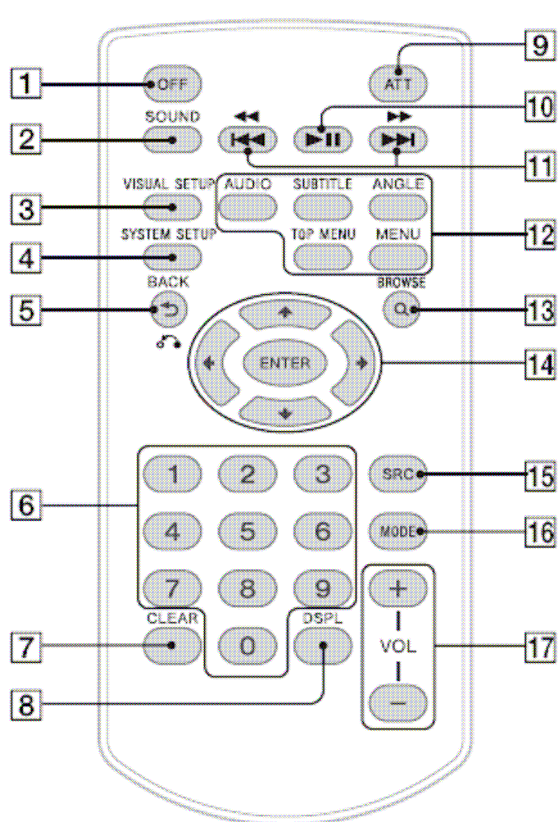 9
1 OFF ATT
10
SOUND
2
11
VISUAL SETUP AUDIO SUBTITLE ANGLE
3
SYSTEM SETUP TOP MENU MENU
12
4
BACK BROWSE
5 13
ENTER 14
1 2 3 SRC 15
6
4 5 6 MODE 16
7 8 9 +
CLEAR DSPL
7 0 VOL 17
8
−